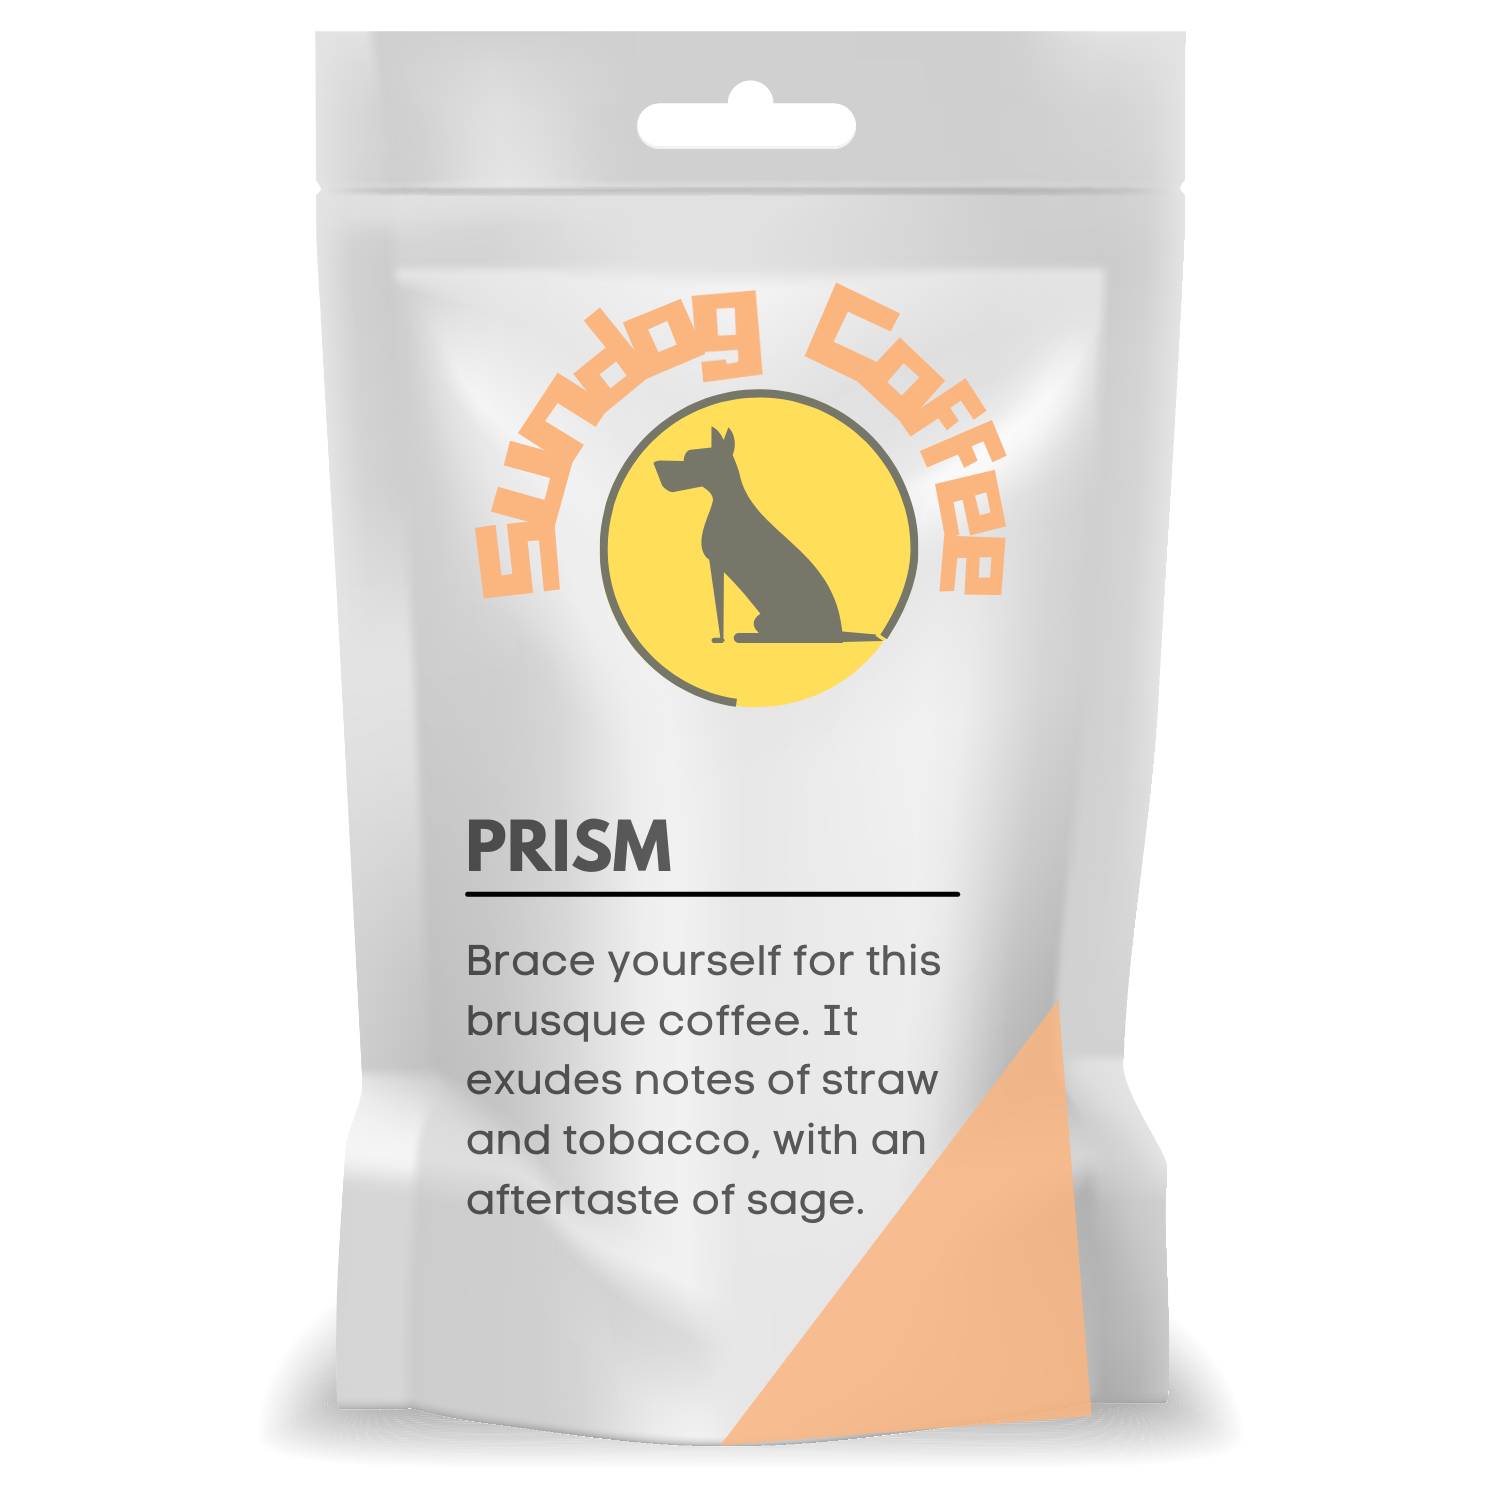 Sundog Coffee
PRISM
Brace yourself for this
brusque coffee. It
exudes notes of straw
and tobacco, with an
aftertaste of sage.